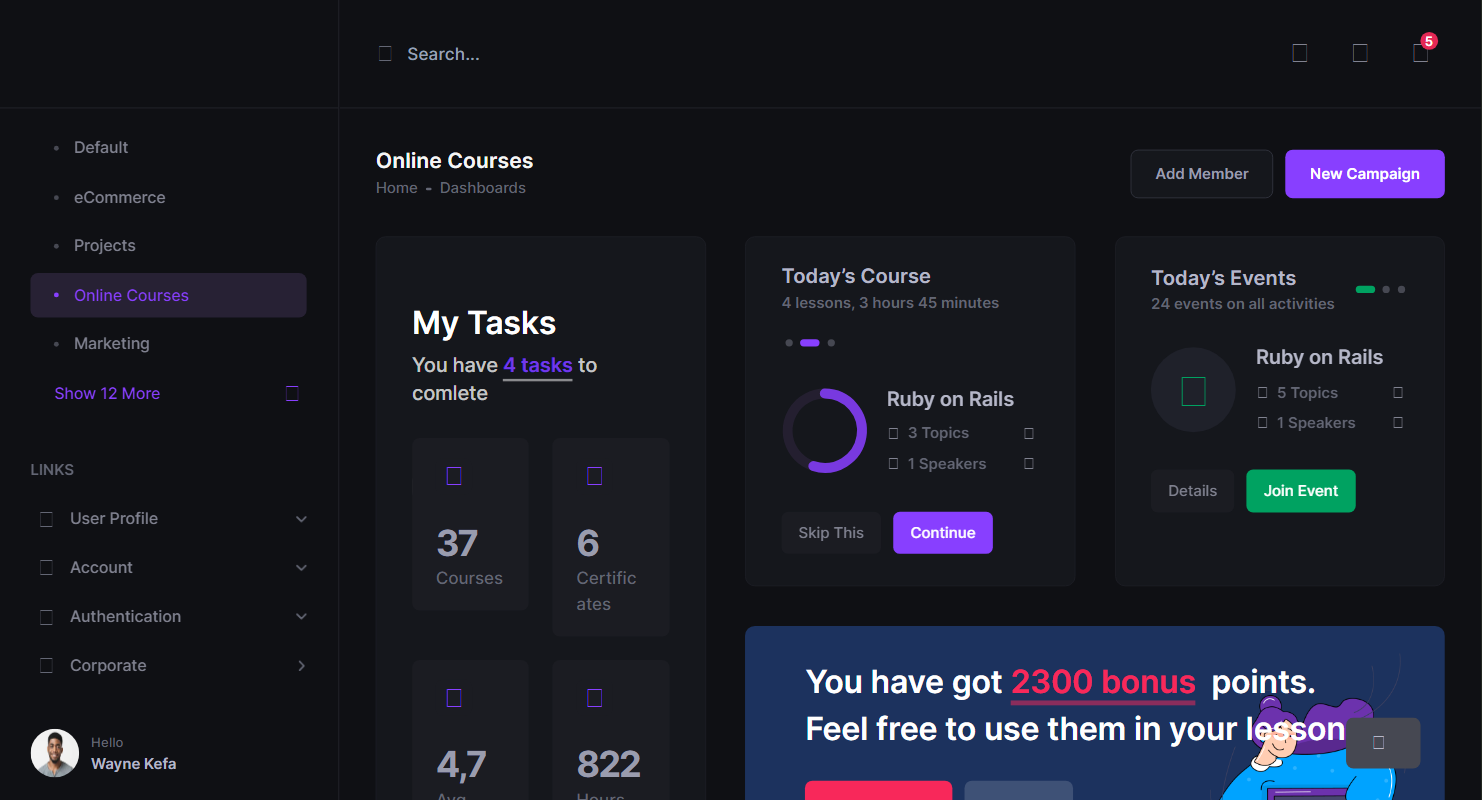 Search...
5
Default
eCommerce
Projects
Online Courses
Marketing
Show 12 More
LINKS
User Profile
Account
Authentication
Corporate
Hello
Wayne Kefa
Online Courses
Home - Dashboards
Add Member
New Campaign
My Tasks
You have 4 tasks to
comlete
37
Courses
6
Certific
ates
4,7
Avg
822
Hours
Today's Course
4 lessons, 3 hours 45 minutes
Ruby on Rails
3 Topics
1 Speakers
Skip This
Continue
Today's Events
24 events on all activities
Ruby on Rails
5 Topics
1 Speakers
Details
Join Event
You have got 2300 bonus points.
Feel free to use them in your lesson